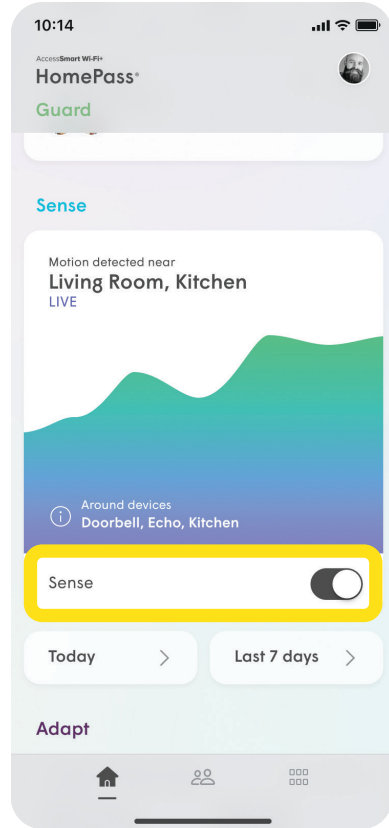 10:14
AccessSmart Wi-Fi+
HomePass®
Guard
Sense
Motion detected near
Living Room, Kitchen
LIVE
Around devices
Doorbell, Echo, Kitchen
Sense
Today
Last 7 days
Adapt